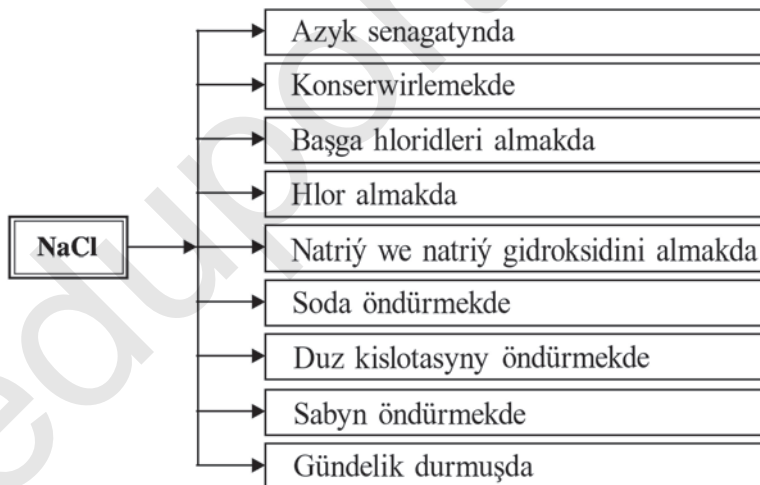 Azyk senagatynda
Konserwirlemekde
Başga hloridleri almakda
Hlor almakda
NaCl
Natriý we natriý gidroksidini almakda
Soda öndürmekde
Duz kislotasyny öndürmekde
Sabyn öndürmekde
Gündelik durmuşda